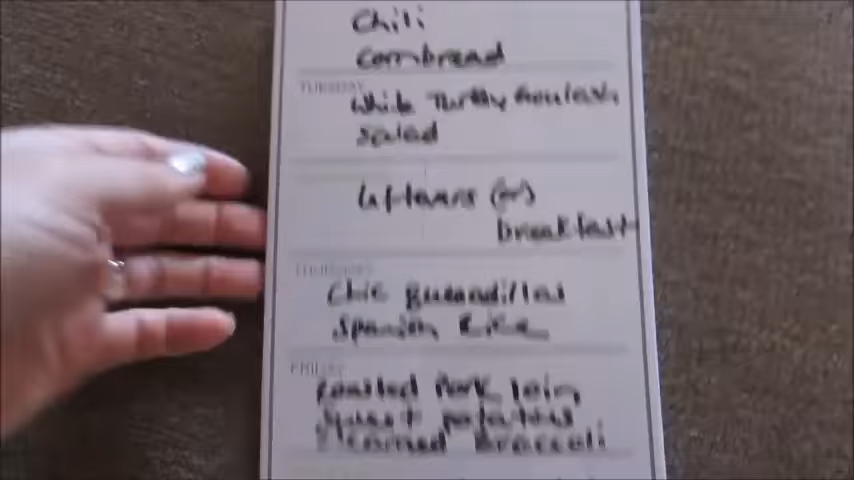 Chili
Cornbread
TUESDAY
White Turkey Goulash
Salad
Leftovers (or)
breakfast
THURSDAY
Chic Quesadillas
Spanish Rice
FRIDAY
Roasted Pork loin
Sweet potatoes
Steamed Broccoli